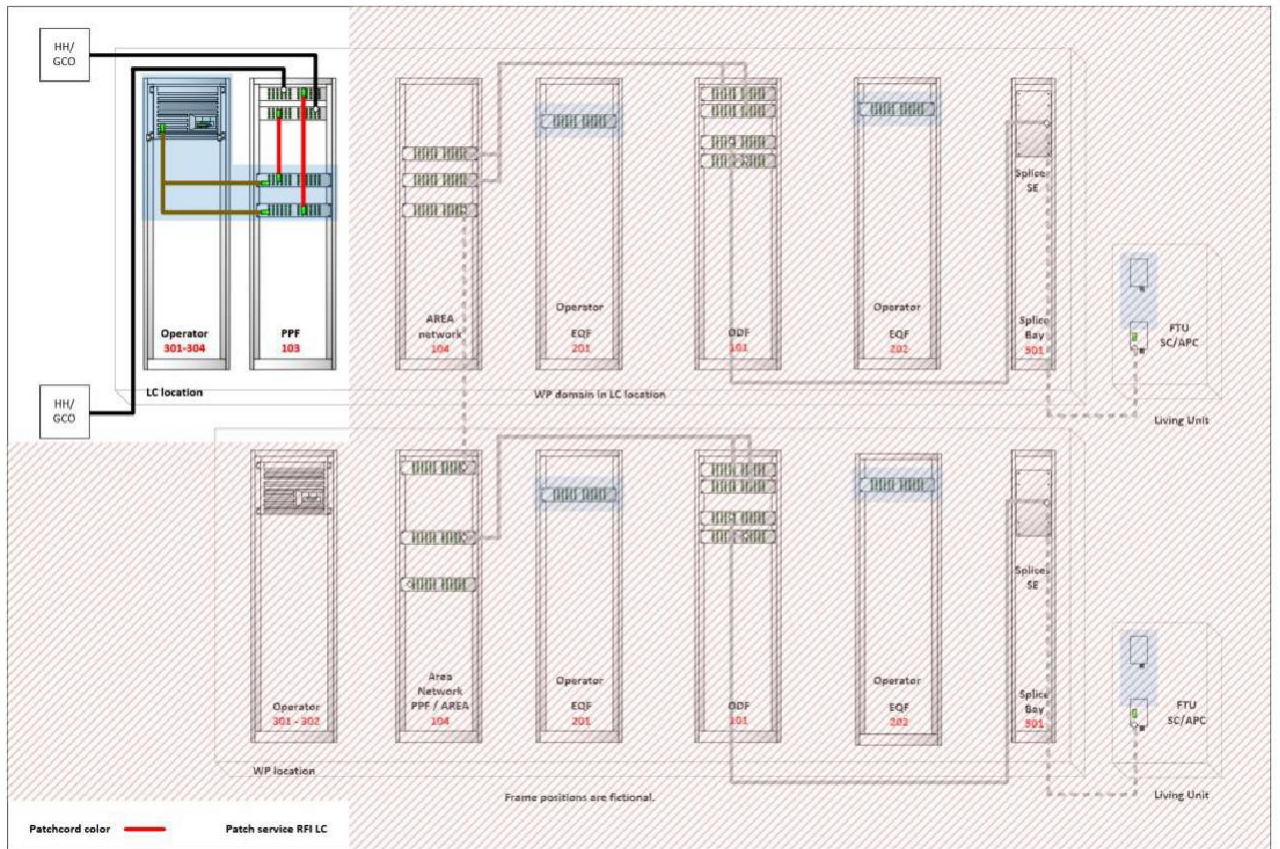 HH/
GCO
Operator
301-304
PPF
103
AREA
network
104
Operator
EQF
201
ODF
101
Operator
EQF
202
Splices
SE
Splice
Bay
501
FTU
SC/APC
LC location
WP domain in LC location
Living Unit
HH/
GCO
Operator
301 - 302
Area
Network
PPF / AREA
104
Operator
EQF
201
ODF
101
Operator
EQF
202
Splices
SE
Splice
Bay
501
FTU
SC/APC
WP location
Frame positions are fictional.
Living Unit
Patchcord color
Patch service RFI LC